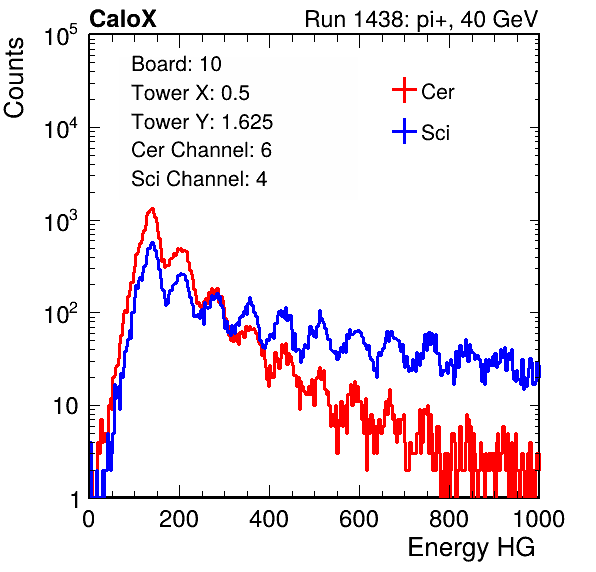 CaloX Run 1438: pi+, 40 GeV
Counts
Board: 10
Tower X: 0.5
Tower Y: 1.625
Cer Channel: 6
Sci Channel: 4
Cer
Sci
10^5
10^4
10^3
10^2
10
1
0 200 400 600 800 1000
Energy HG